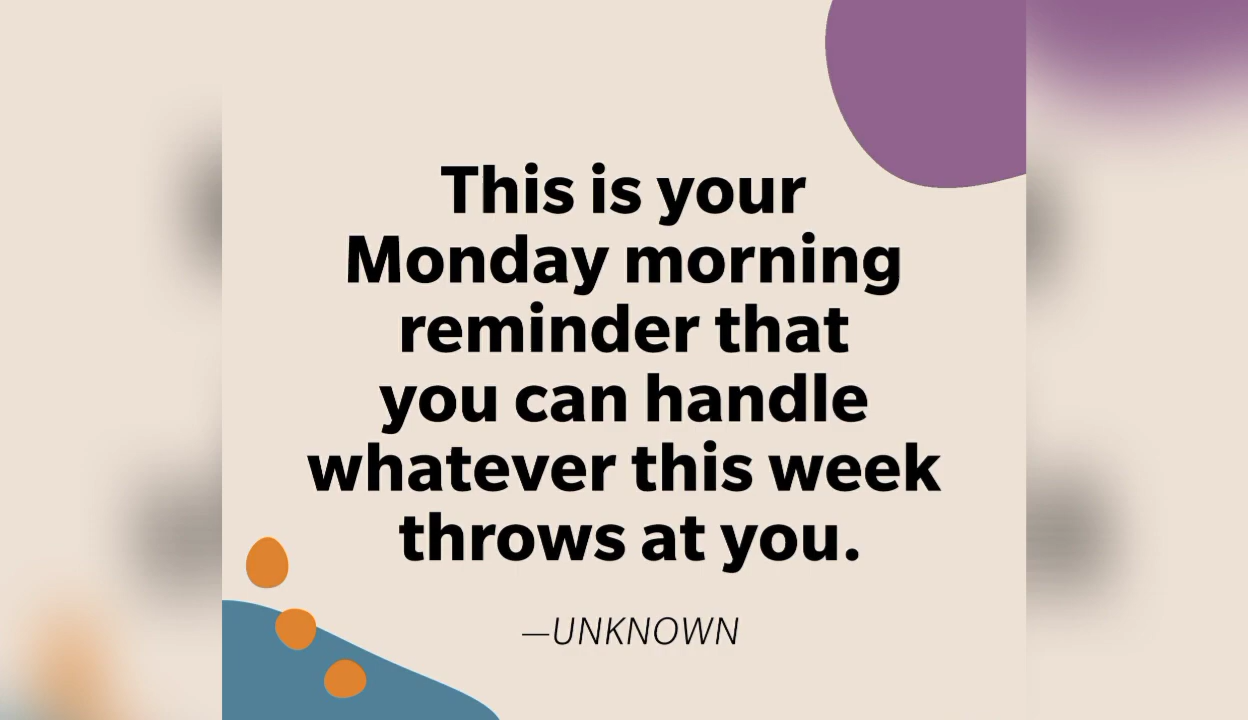 This is your
Monday morning
reminder that
you can handle
whatever this week
throws at you.
—UNKNOWN